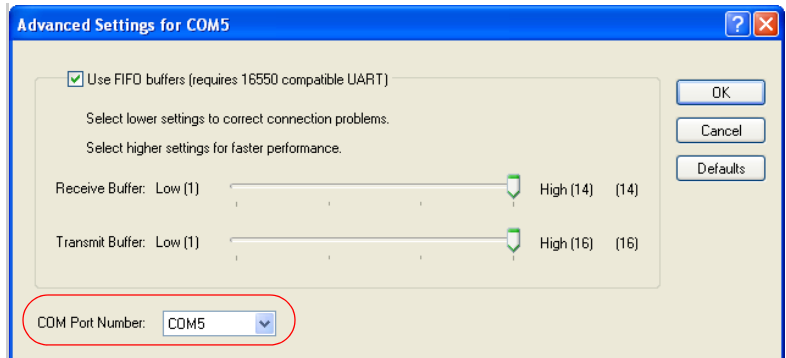 Advanced Settings for COM5
Use FIFO buffers (requires 16550 compatible UART)
OK
Select lower settings to correct connection problems.
Cancel
Select higher settings for faster performance.
Defaults
Receive Buffer: Low (1) High (14) (14)
Transmit Buffer: Low (1) High (16) (16)
COM Port Number: COM5